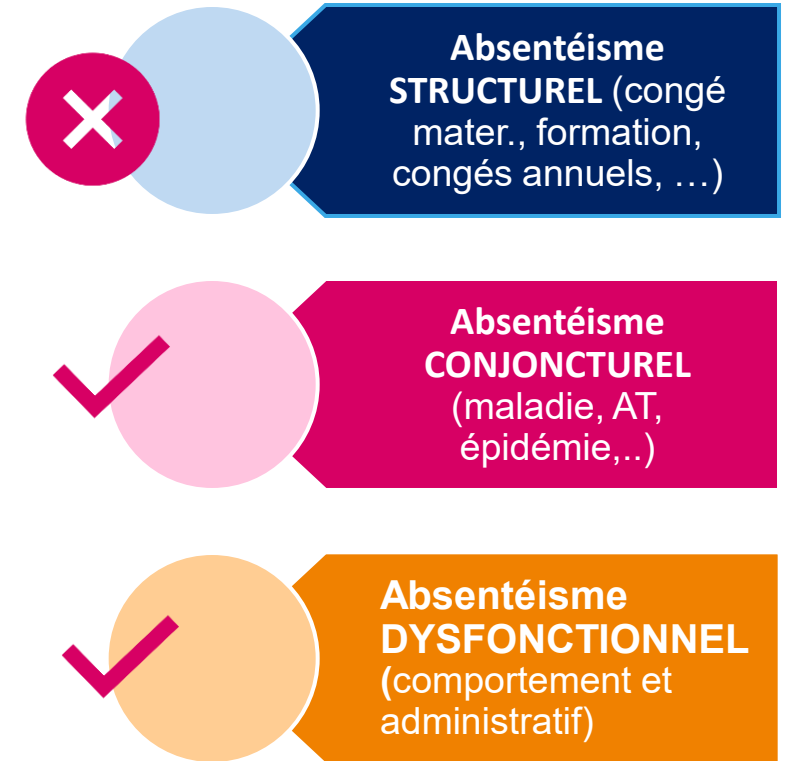 Absentéisme
STRUCTUREL (congé
mater., formation,
congés annuels, …)
Absentéisme
CONJONCTUREL
(maladie, AT,
épidémie,..)
Absentéisme
DYSFONCTIONNEL
(comportement et
administratif)